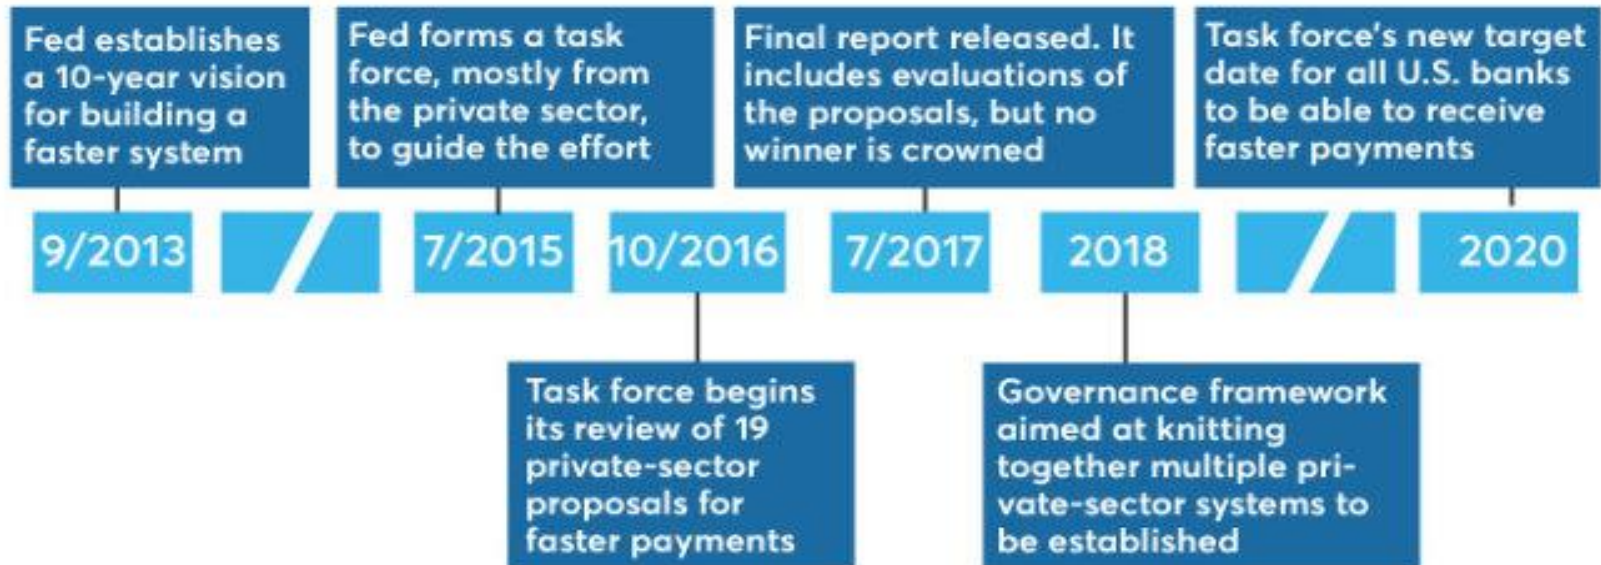 Fed establishes
a 10-year vision
for building a
faster system
Fed forms a task
force, mostly from
the private sector,
to guide the effort
Final report released. It
includes evaluations of
the proposals, but no
winner is crowned
Task force's new target
date for all U.S. banks
to be able to receive
faster payments
9/2013
7/2015
10/2016
7/2017
2018
2020
Task force begins
its review of 19
private-sector
proposals for
faster payments
Governance framework
aimed at knitting
together multiple pri-
vate-sector systems to
be established